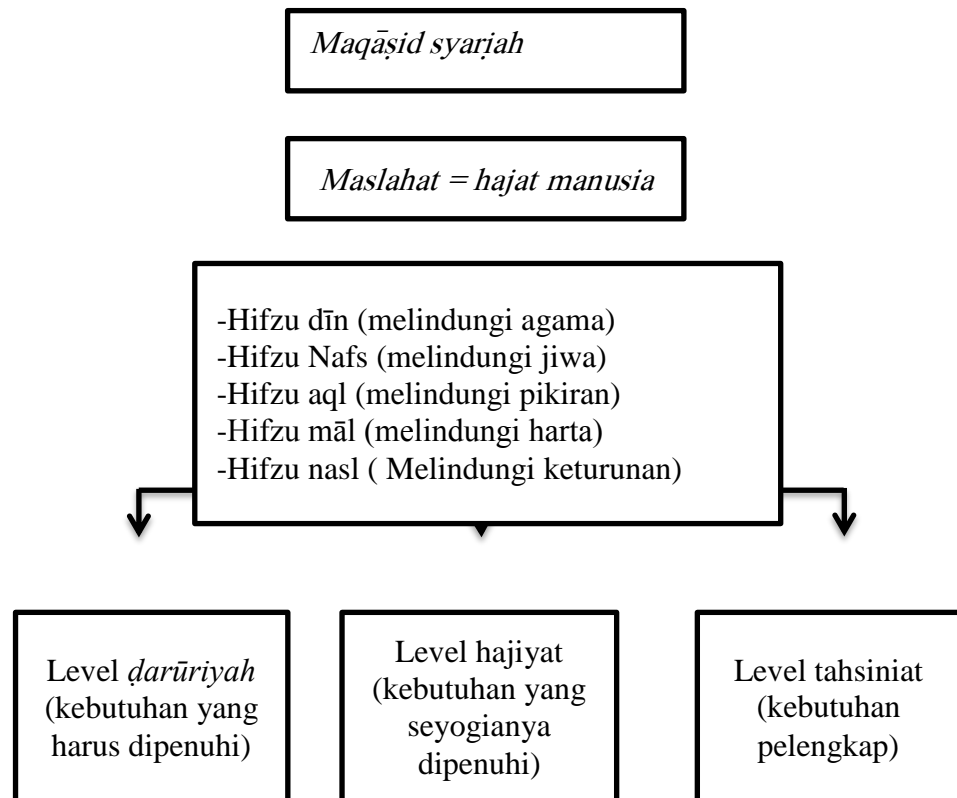 Maqāṣid syarịah
Maslahat = hajat manusia
-Hifzu dīn (melindungi agama)
-Hifzu Nafs (melindungi jiwa)
-Hifzu aql (melindungi pikiran)
-Hifzu māl (melindungi harta)
-Hifzu nasl ( Melindungi keturunan)
Level ḍarūriyah
(kebutuhan yang
harus dipenuhi)
Level hajiyat
(kebutuhan yang
seyogianya
dipenuhi)
Level tahsiniat
(kebutuhan
pelengkap)